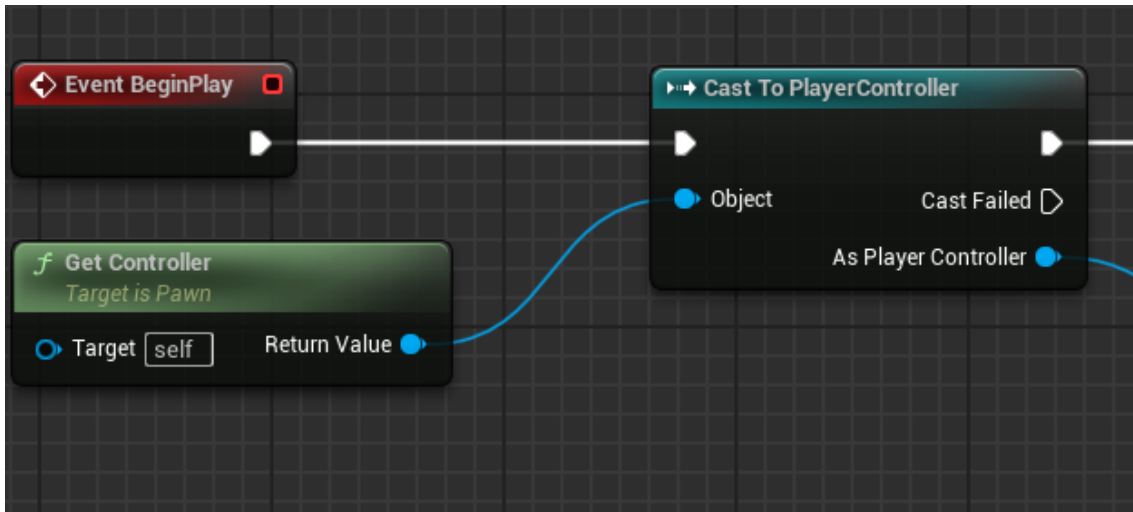 Event BeginPlay
Cast To PlayerController
Object
Cast Failed
As Player Controller
Get Controller
Target is Pawn
Target self
Return Value